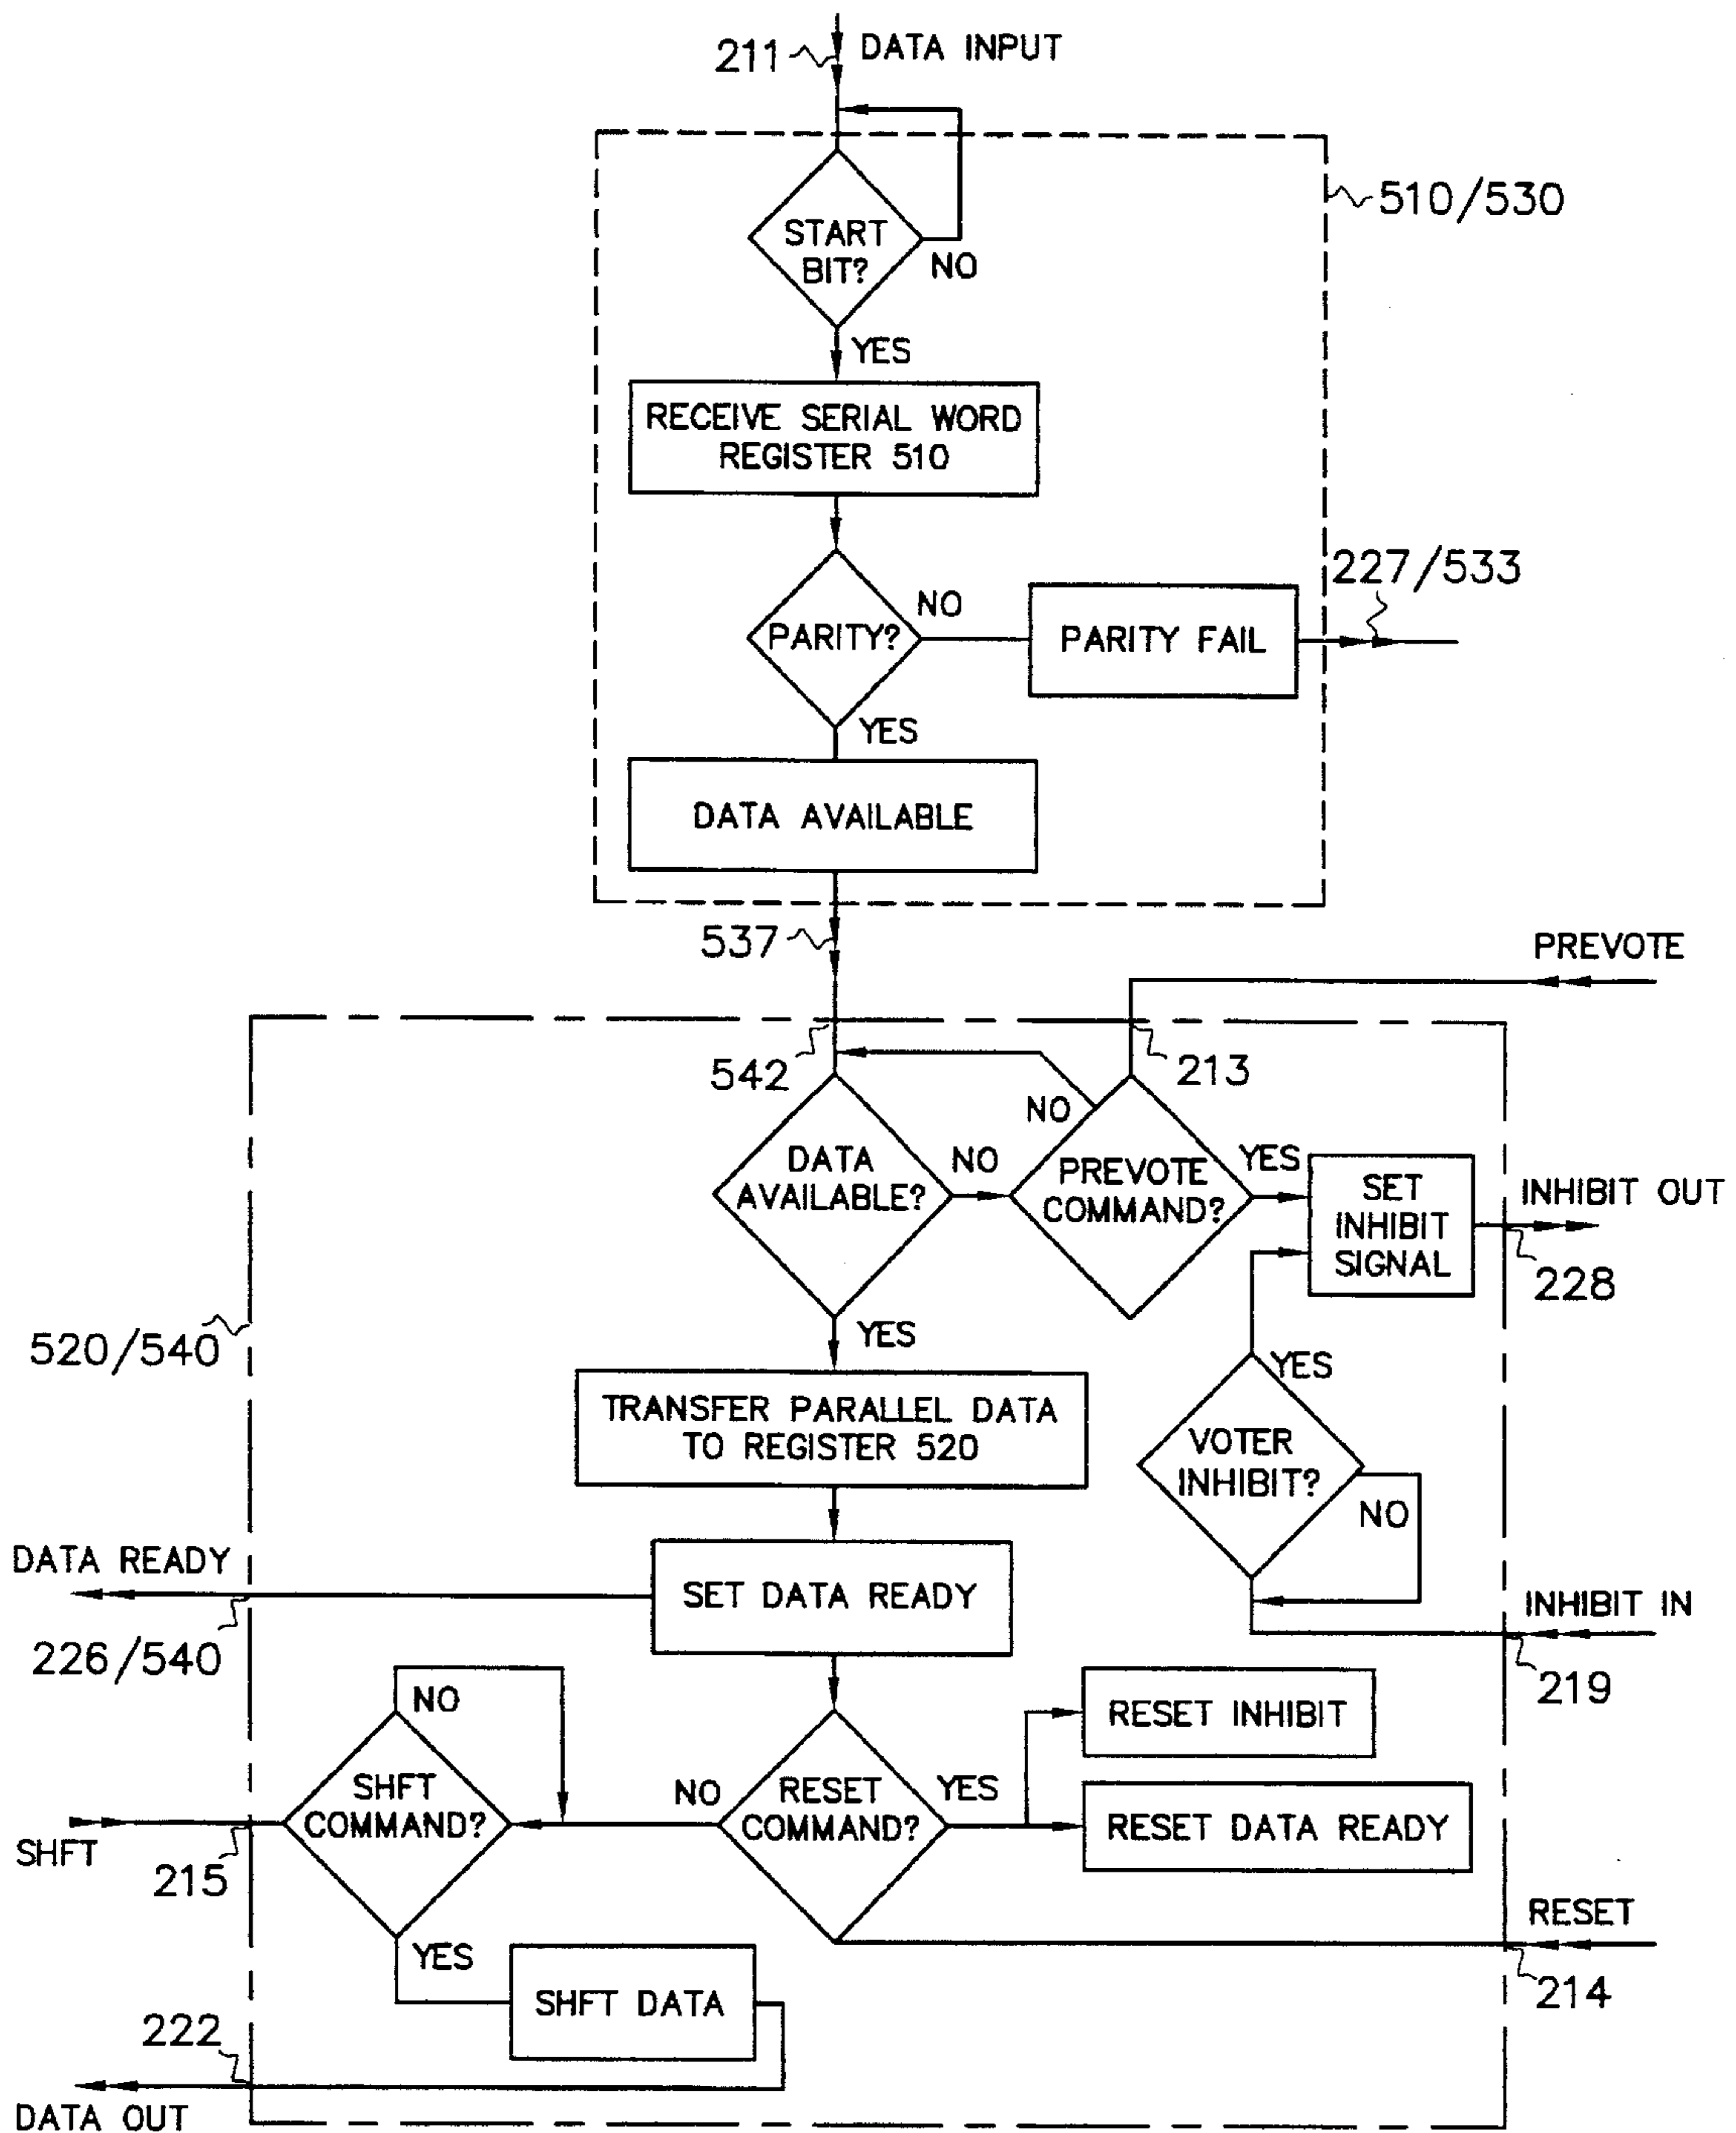 211
DATA INPUT
510/530
START
BIT?
NO
YES
RECEIVE SERIAL WORD
REGISTER 510
227/533
NO
PARITY?
PARITY FAIL
YES
DATA AVAILABLE
537
PREVOTE
542
213
NO
DATA
AVAILABLE?
NO
PREVOTE
COMMAND?
YES
SET
INHIBIT
SIGNAL
INHIBIT OUT
228
520/540
YES
YES
TRANSFER PARALLEL DATA
TO REGISTER 520
VOTER
INHIBIT?
NO
DATA READY
SET DATA READY
INHIBIT IN
226/540
219
NO
RESET INHIBIT
SHFT
COMMAND?
NO
RESET
COMMAND?
YES
RESET DATA READY
SHFT
215
RESET
YES
SHFT DATA
214
222
DATA OUT